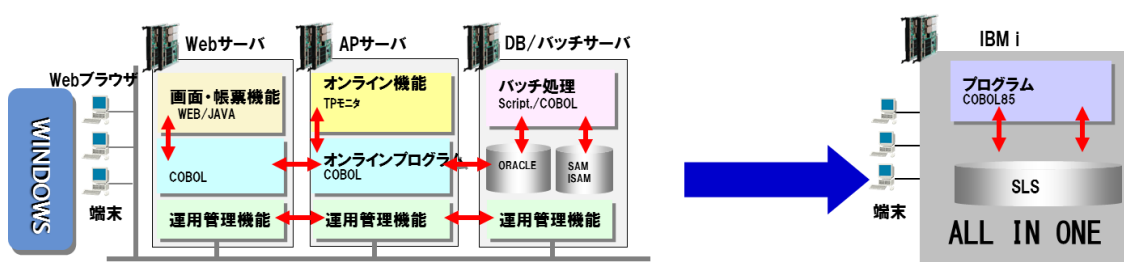 WINDOWS
Webブラウザ
端末
Webサーバ
画面・帳票機能
WEB/JAVA
COBOL
運用管理機能
APサーバ
オンライン機能
TPモニタ
オンラインプログラム
COBOL
運用管理機能
DB/バッチサーバ
バッチ処理
Script./COBOL
ORACLE
SAM
ISAM
運用管理機能
端末
IBM i
プログラム
COBOL85
SLS
ALL IN ONE